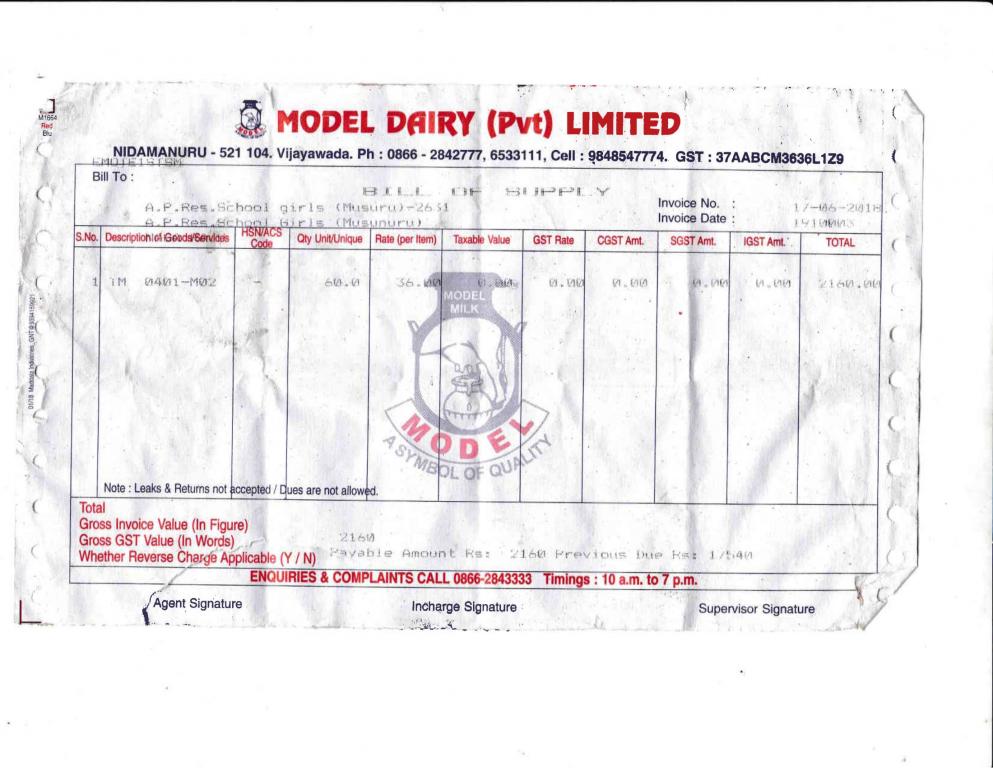 M1664
Red
Blu
MODEL DAIRY (Pvt) LIMITED
NIDAMANURU - 521 104. Vijayawada. Ph : 0866 - 2842777, 6533111, Cell : 9848547774. GST : 37AABCM3636L1Z9
Bill To :
BILL OF SUPPLY
A.P.Res.School girls (Musuru)-2631
Invoice No. : 17-06-2018
A.P.Res.School Girls (Musunuru)
Invoice Date : 1910003
S.No. Description of Goods/Services HSN/ACS Code Qty Unit/Unique Rate (per Item) Taxable Value GST Rate CGST Amt. SGST Amt. IGST Amt. TOTAL
1 TM 0401-M02 - 60.0 36.00 0.00 0.00 0.00 0.00 0.00 2160.00
MODEL
MILK
MODEL
A SYMBOL OF QUALITY
Note : Leaks & Returns not accepted / Dues are not allowed.
Total
Gross Invoice Value (In Figure)
Gross GST Value (In Words) 2160
Whether Reverse Charge Applicable (Y / N) Payable Amount Rs: 2160 Previous Due Rs: 17540
ENQUIRIES & COMPLAINTS CALL 0866-2843333 Timings : 10 a.m. to 7 p.m.
Agent Signature Incharge Signature Supervisor Signature